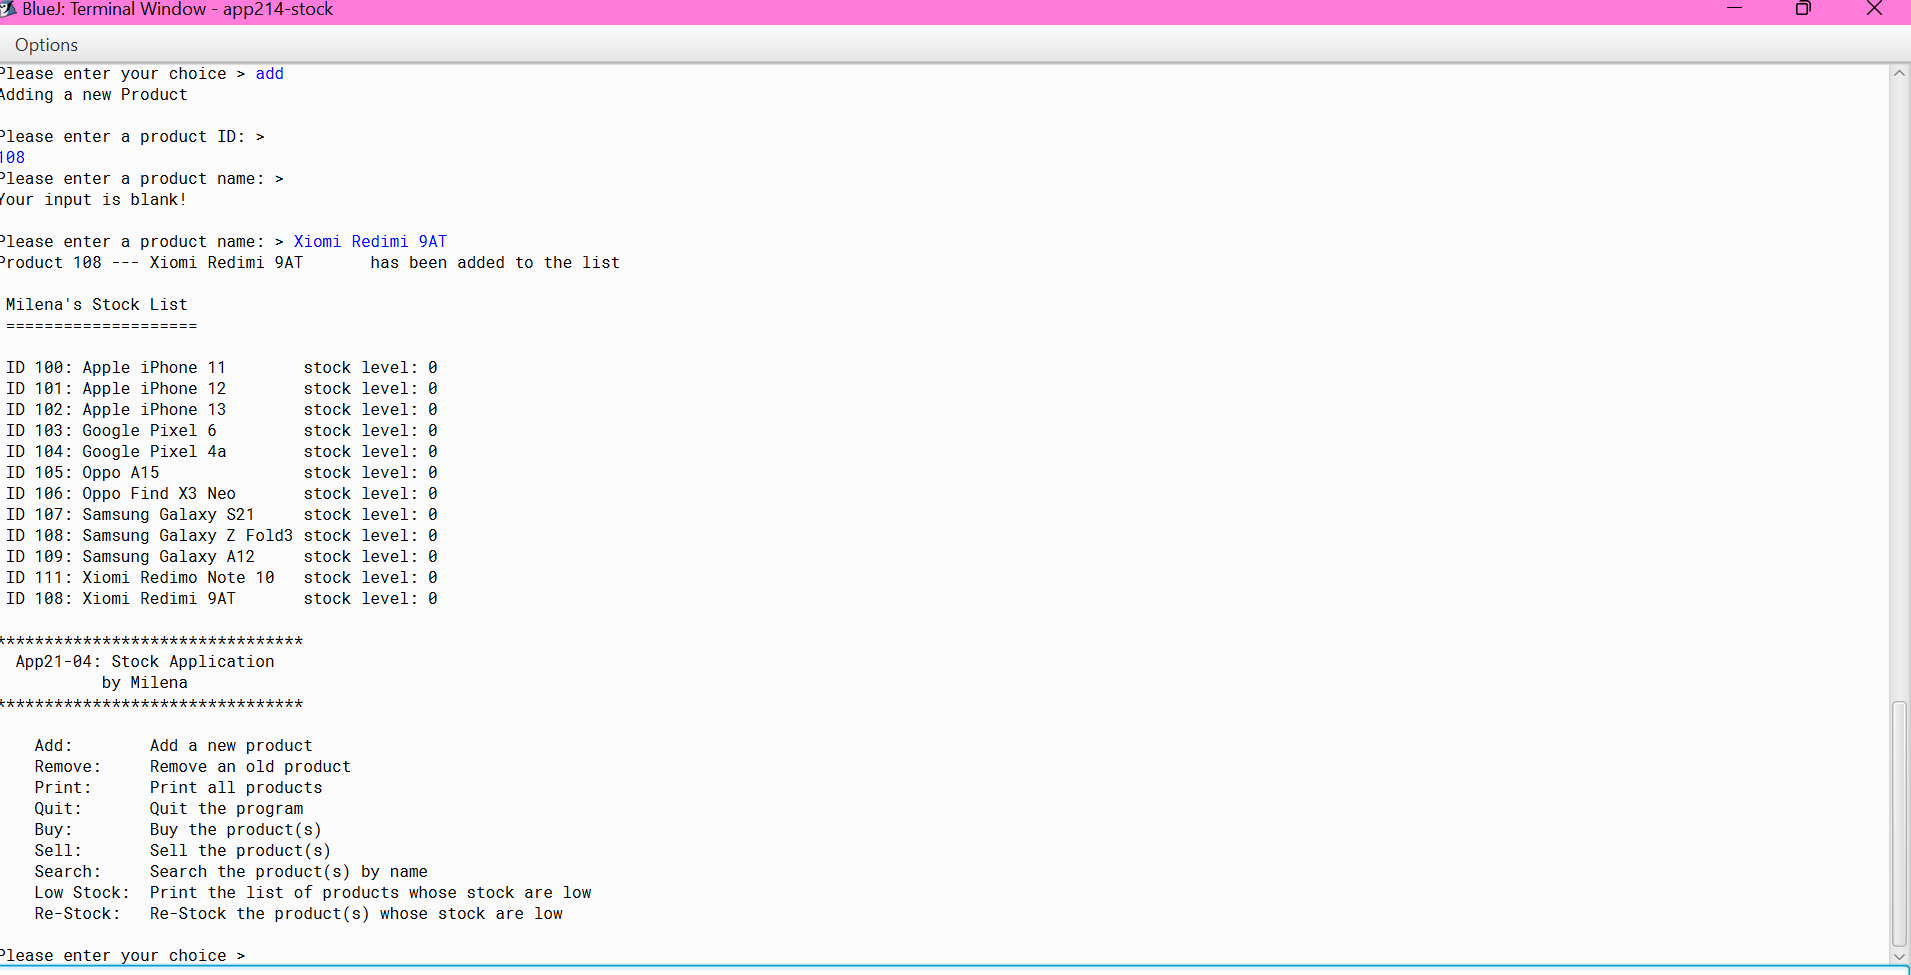 BlueJ: Terminal Window - app214-stock
Options
Please enter your choice > add
Adding a new Product
Please enter a product ID: >
108
Please enter a product name: >
Your input is blank!
Please enter a product name: > Xiomi Redimi 9AT
Product 108 --- Xiomi Redimi 9AT       has been added to the list
Milena's Stock List
====================
ID 100: Apple iPhone 11        stock level: 0
ID 101: Apple iPhone 12        stock level: 0
ID 102: Apple iPhone 13        stock level: 0
ID 103: Google Pixel 6         stock level: 0
ID 104: Google Pixel 4a        stock level: 0
ID 105: Oppo A15               stock level: 0
ID 106: Oppo Find X3 Neo       stock level: 0
ID 107: Samsung Galaxy S21     stock level: 0
ID 108: Samsung Galaxy Z Fold3 stock level: 0
ID 109: Samsung Galaxy A12     stock level: 0
ID 111: Xiomi Redimo Note 10   stock level: 0
ID 108: Xiomi Redimi 9AT       stock level: 0
********************************
App21-04: Stock Application
by Milena
********************************
Add:        Add a new product
Remove:     Remove an old product
Print:      Print all products
Quit:       Quit the program
Buy:        Buy the product(s)
Sell:       Sell the product(s)
Search:     Search the product(s) by name
Low Stock:  Print the list of products whose stock are low
Re-Stock:   Re-Stock the product(s) whose stock are low
Please enter your choice >